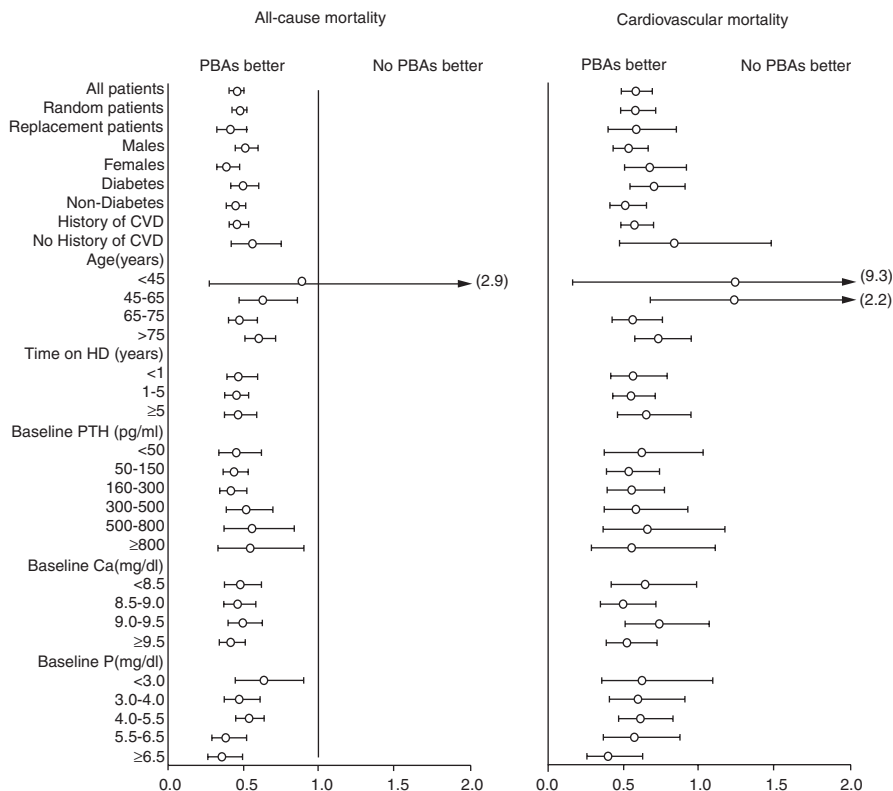 All-cause mortality
Cardiovascular mortality
PBAs better
No PBAs better
PBAs better
No PBAs better
All patients
Random patients
Replacement patients
Males
Females
Diabetes
Non-Diabetes
History of CVD
No History of CVD
Age(years)
<45
(2.9)
(9.3)
45-65
(2.2)
65-75
>75
Time on HD (years)
<1
1-5
≥5
Baseline PTH (pg/ml)
<50
50-150
160-300
300-500
500-800
≥800
Baseline Ca(mg/dl)
<8.5
8.5-9.0
9.0-9.5
≥9.5
Baseline P(mg/dl)
<3.0
3.0-4.0
4.0-5.5
5.5-6.5
≥6.5
0.0 0.5 1.0 2.0
0.0 0.5 1.0 2.0